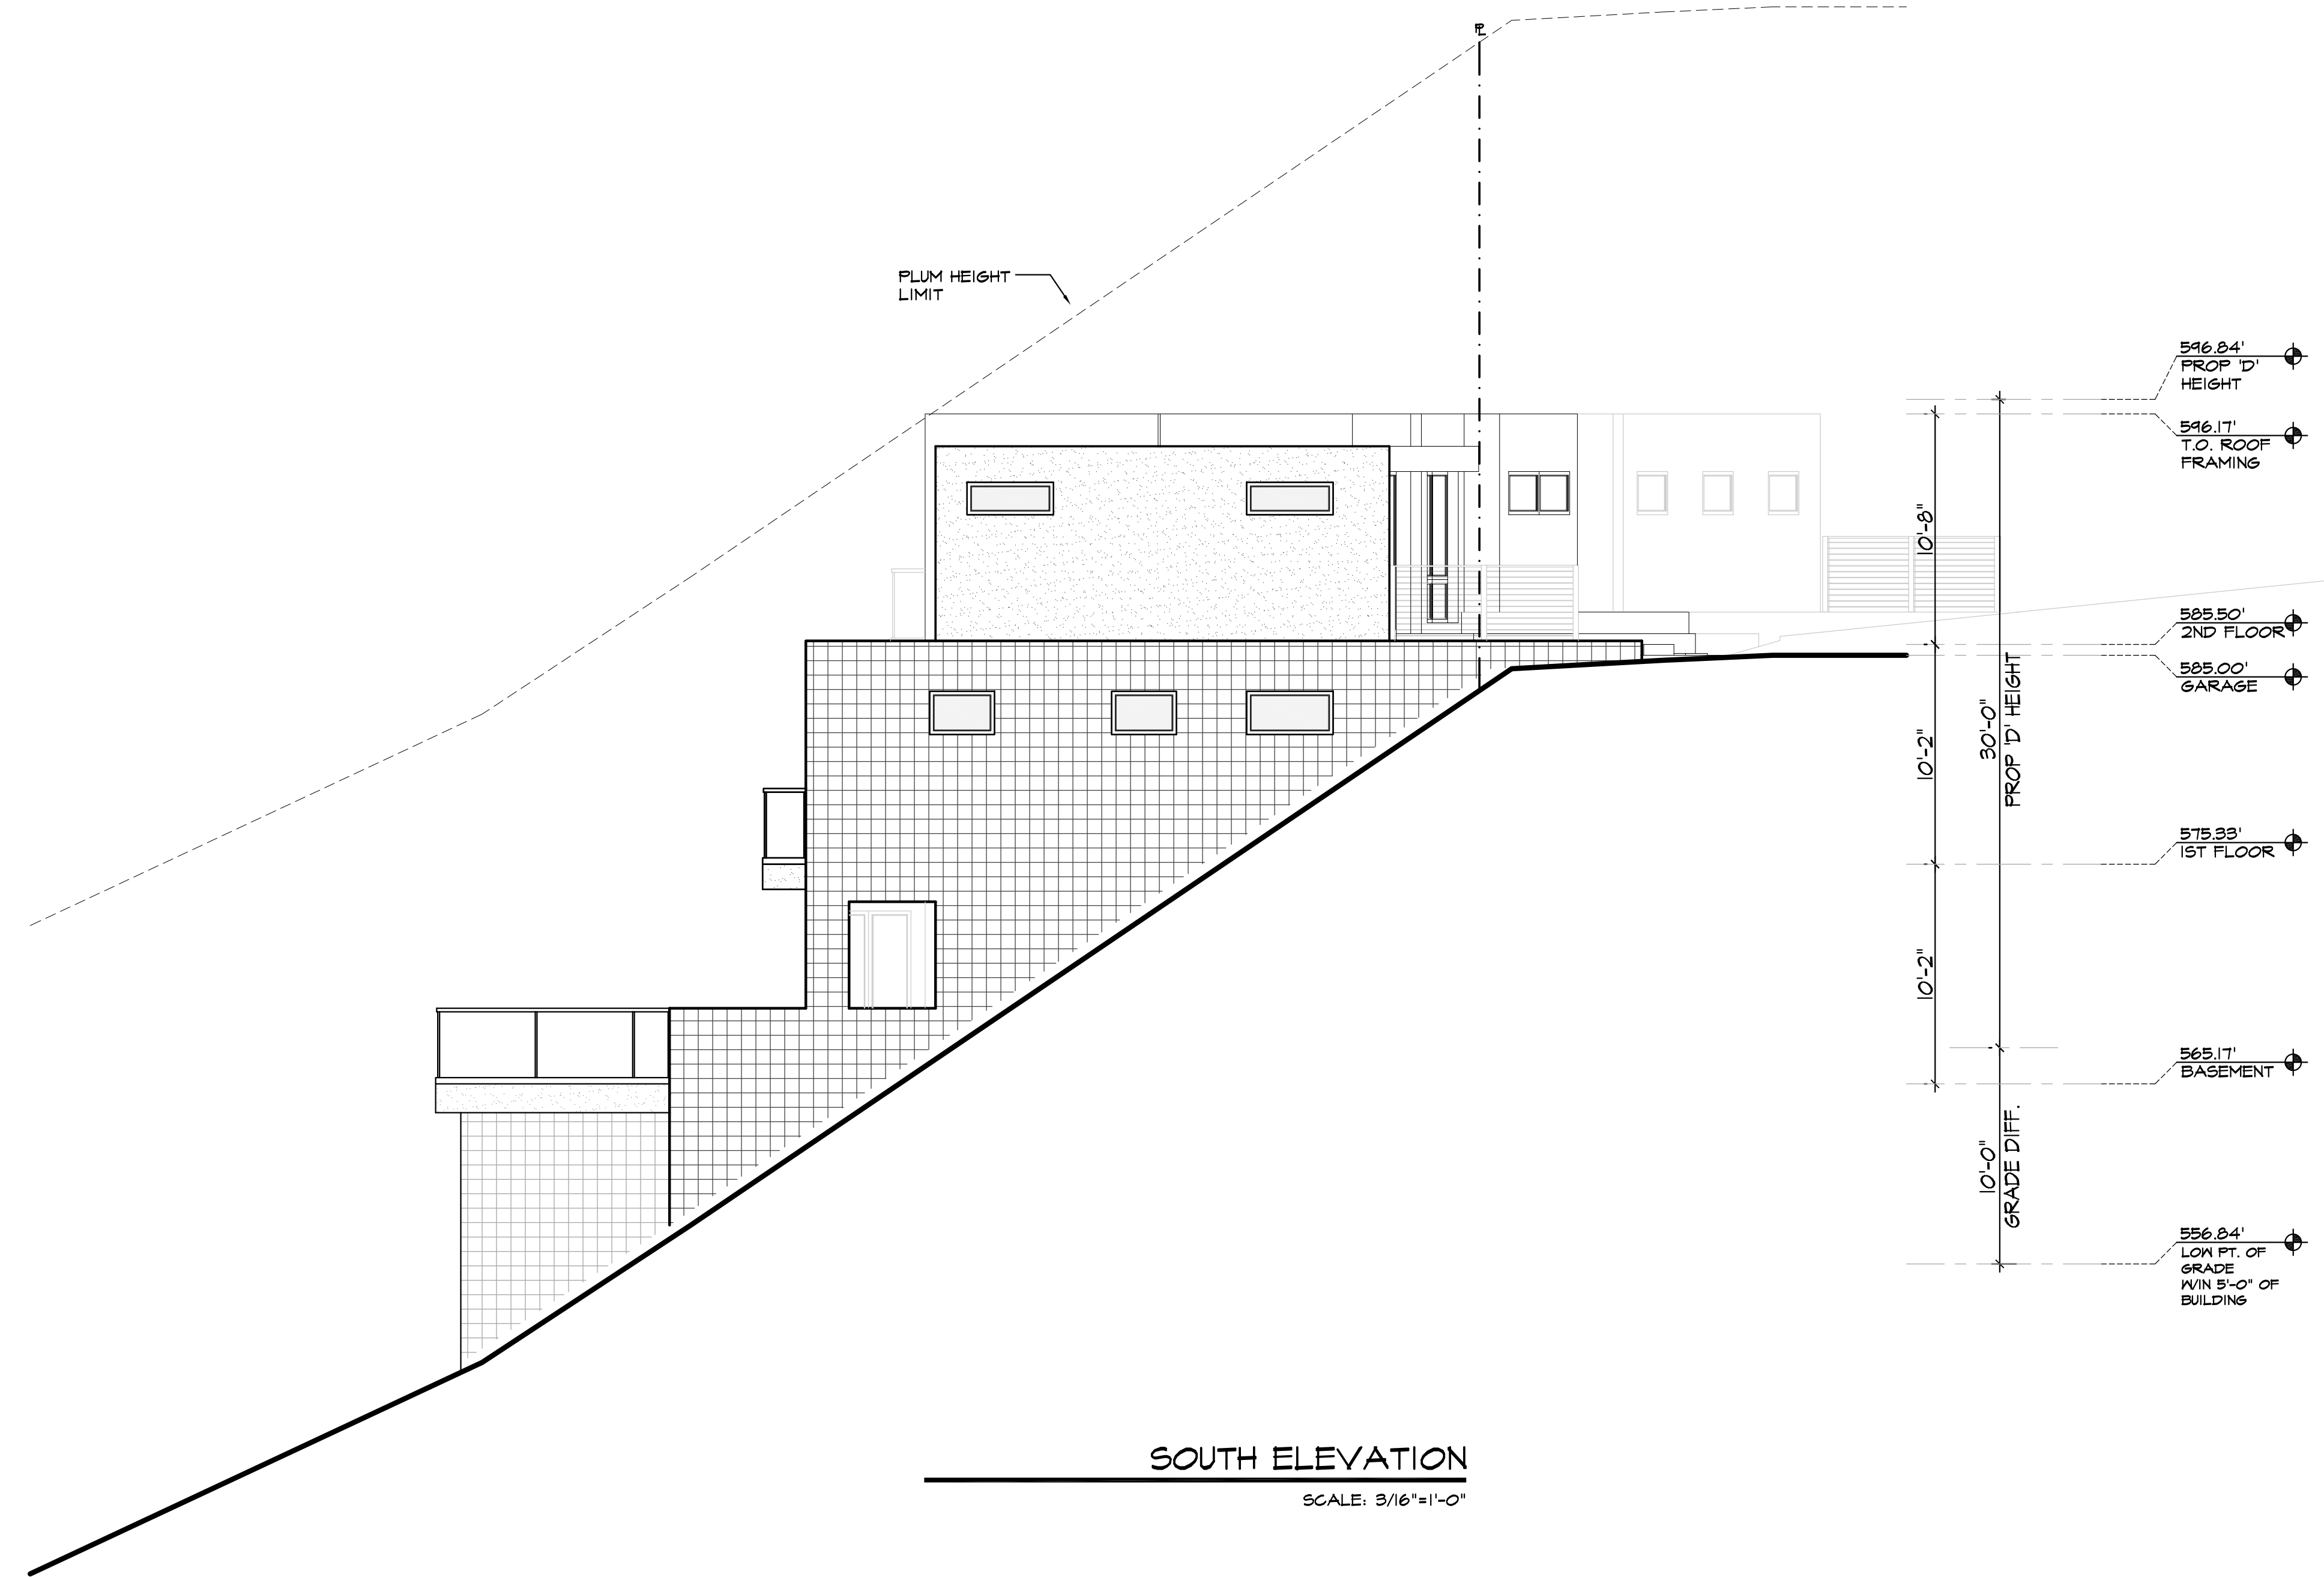 PL
PLUM HEIGHT
LIMIT
596.84'
PROP 'D'
HEIGHT
596.17'
T.O. ROOF
FRAMING
10'-8"
585.50'
2ND FLOOR
585.00'
GARAGE
30'-0"
PROP 'D' HEIGHT
10'-2"
575.33'
1ST FLOOR
10'-2"
565.17'
BASEMENT
10'-0"
GRADE DIFF.
556.84'
LOW PT. OF
GRADE
W/IN 5'-0" OF
BUILDING
SOUTH ELEVATION
SCALE: 3/16"=1'-0"